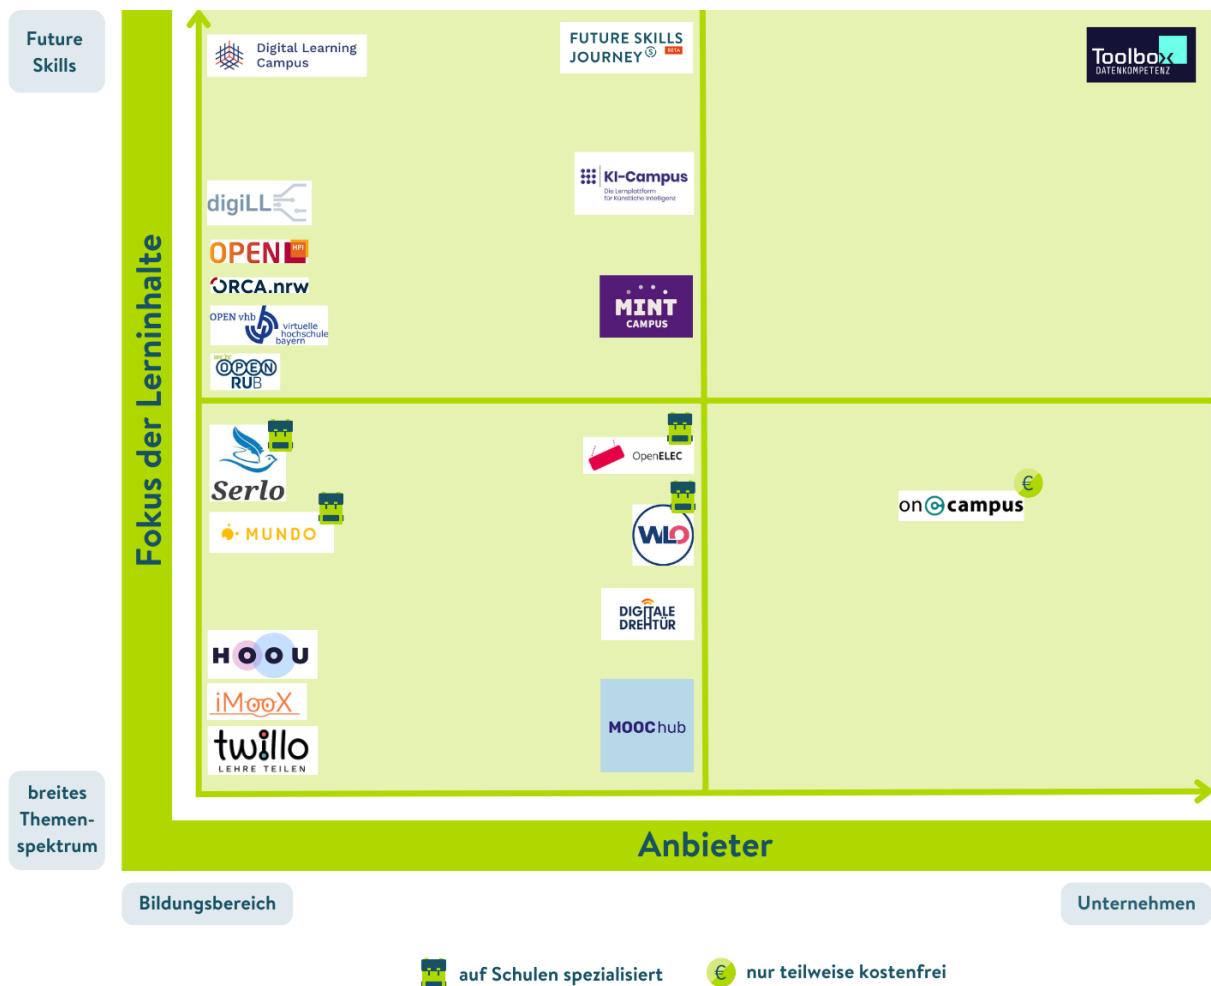 Future
Skills
Digital Learning
Campus
FUTURE SKILLS
JOURNEY Ⓢ BETA
Toolbox
DATENKOMPETENZ
KI-Campus
Die Lernplattform
für Künstliche Intelligenz
digiLL
OPEN HPI
ORCA.nrw
MINT
CAMPUS
OPEN vhb
virtuelle
hochschule
bayern
OPEN
RUB
Fokus der Lerninhalte
Serlo
OpenELEC
MUNDO
WLO
on campus
€
DIGITALE
DREHTÜR
HOOU
iMooX
MOOChub
twillo
LEHRE TEILEN
breites
Themen-
spektrum
Anbieter
Bildungsbereich
Unternehmen
auf Schulen spezialisiert
€ nur teilweise kostenfrei